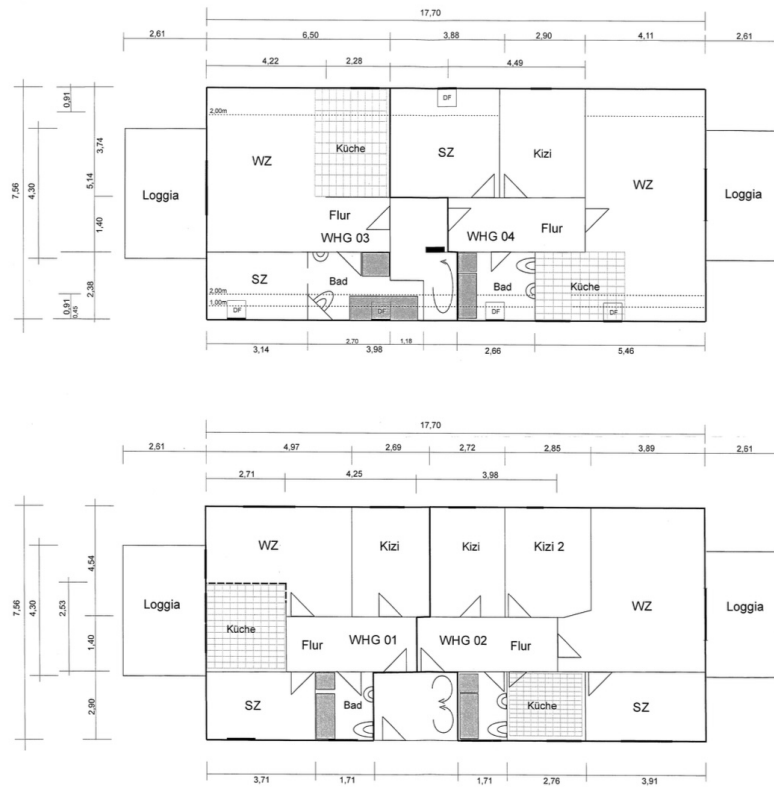 17,70
2,61 6,50 3,88 2,90 4,11 2,61
4,22 2,28 4,49
7,56
4,30
0,91
3,74
5,14
1,40
2,38
0,91
0,45
2,00m
DF
WZ Küche SZ Kizi WZ
Loggia Loggia
Flur Flur
WHG 03 WHG 04
SZ Bad Bad Küche
2,00m
1,00m
DF DF DF DF
2,70 1,18
3,14 3,98 2,66 5,46
17,70
2,61 4,97 2,69 2,72 2,85 3,89 2,61
2,71 4,25 3,98
7,56
4,30
2,53
4,54
1,40
2,90
WZ Kizi Kizi Kizi 2
WZ
Loggia Loggia
Küche
Flur WHG 01 WHG 02 Flur
SZ Bad Küche SZ
3,71 1,71 1,71 2,76 3,91